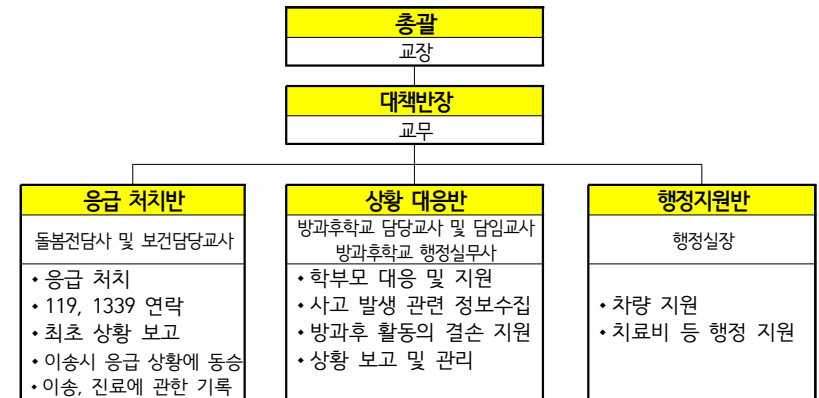 총괄
교장
대책반장
교무
응급 처치반
돌봄전담사 및 보건담당교사
• 응급 처치
• 119, 1339 연락
• 최초 상황 보고
• 이송시 응급 상황에 동승
• 이송, 진료에 관한 기록
상황 대응반
방과후학교 담당교사 및 담임교사
방과후학교 행정실무사
• 학부모 대응 및 지원
• 사고 발생 관련 정보수집
• 방과후 활동의 결손 지원
• 상황 보고 및 관리
행정지원반
행정실장
• 차량 지원
• 치료비 등 행정 지원